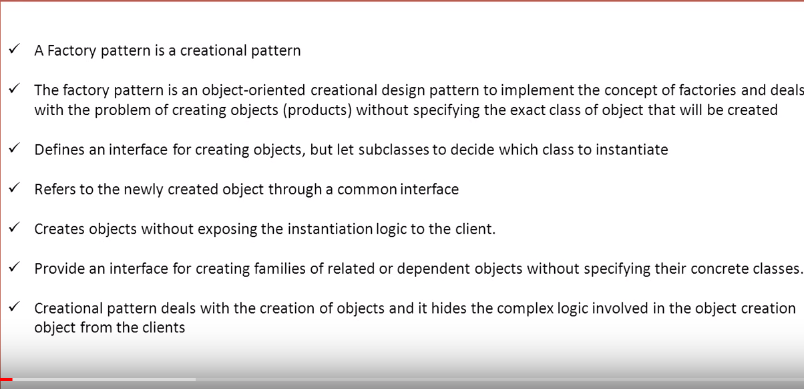 ✓ A Factory pattern is a creational pattern
✓ The factory pattern is an object-oriented creational design pattern to implement the concept of factories and deals
with the problem of creating objects (products) without specifying the exact class of object that will be created
✓ Defines an interface for creating objects, but let subclasses to decide which class to instantiate
✓ Refers to the newly created object through a common interface
✓ Creates objects without exposing the instantiation logic to the client.
✓ Provide an interface for creating families of related or dependent objects without specifying their concrete classes.
✓ Creational pattern deals with the creation of objects and it hides the complex logic involved in the object creation
object from the clients